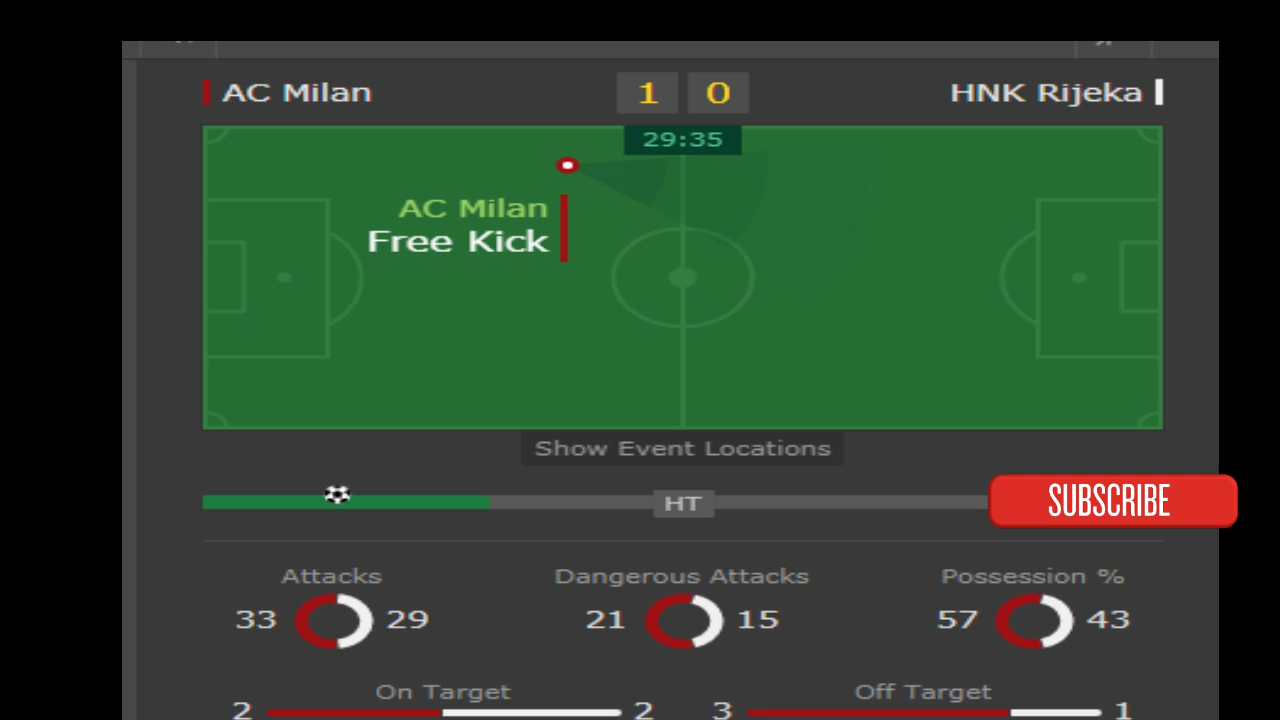 AC Milan 1 0 HNK Rijeka
29:35
AC Milan
Free Kick
Show Event Locations
HT
SUBSCRIBE
Attacks Dangerous Attacks Possession %
33 29 21 15 57 43
On Target Off Target
2 2 3 1